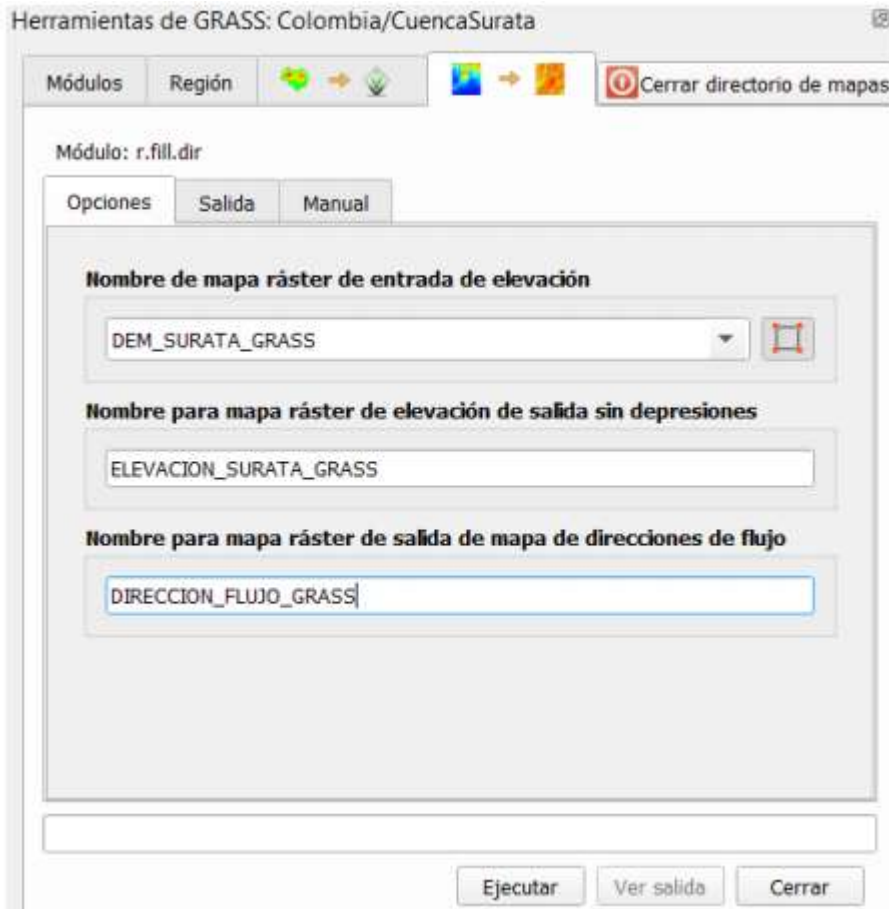 Herramientas de GRASS: Colombia/CuencaSurata
Módulos Región Cerrar directorio de mapas
Módulo: r.fill.dir
Opciones Salida Manual
Nombre de mapa ráster de entrada de elevación
DEM_SURATA_GRASS
Nombre para mapa ráster de elevación de salida sin depresiones
ELEVACION_SURATA_GRASS
Nombre para mapa ráster de salida de mapa de direcciones de flujo
DIRECCION_FLUJO_GRASS
Ejecutar Ver salida Cerrar